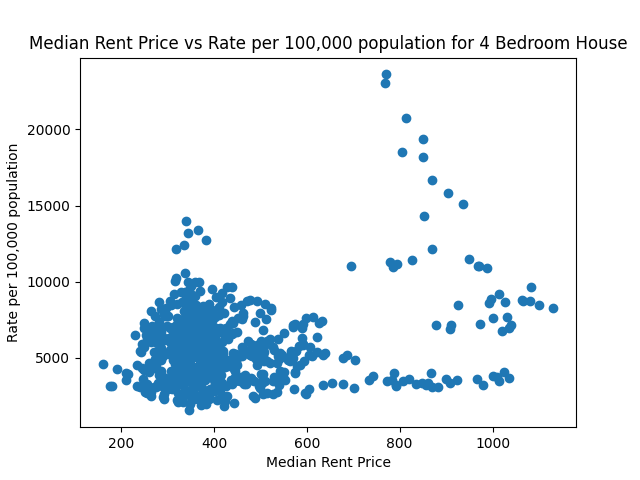 Median Rent Price vs Rate per 100,000 population for 4 Bedroom House
Rate per 100,000 population
20000
15000
10000
5000
200 400 600 800 1000
Median Rent Price